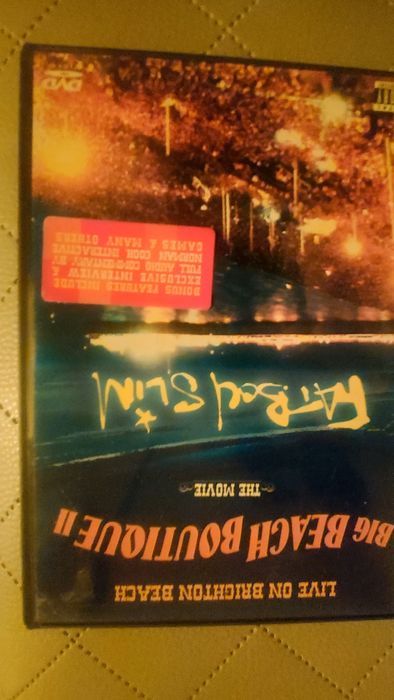 LIVE ON BRIGHTON BEACH
BIG BEACH BOUTIQUE II
THE MOVIE
FATBOY SLIM
BONUS FEATURES INCLUDE
EXCLUSIVE INTERVIEW &
FULL AUDIO COMMENTARY BY
NORMAN COOK INTERACTIVE
GAMES & MANY OTHERS
DVD